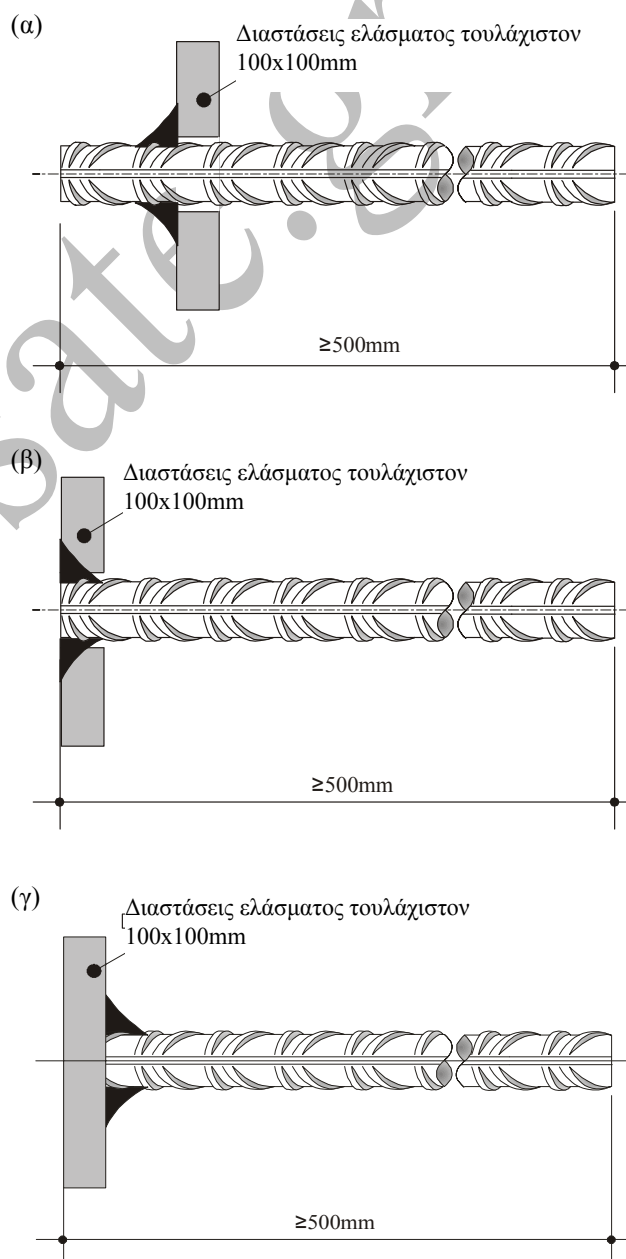 (α)
Διαστάσεις ελάσματος τουλάχιστον
100x100mm
≥500mm
(β)
Διαστάσεις ελάσματος τουλάχιστον
100x100mm
≥500mm
(γ)
Διαστάσεις ελάσματος τουλάχιστον
100x100mm
≥500mm